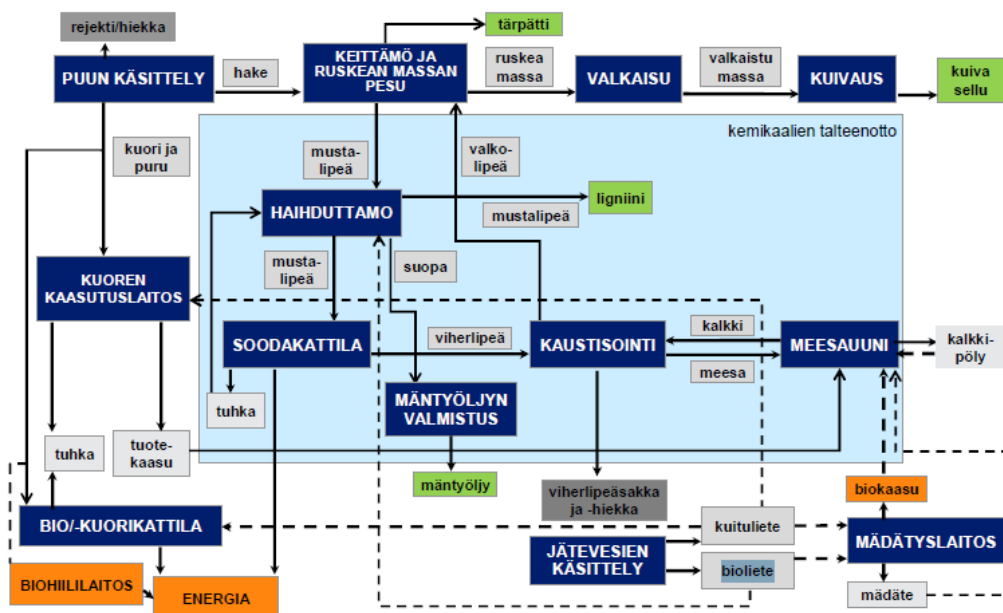 rejekti/hiekka
tärpätti
PUUN KÄSITTELY
hake
KEITTÄMÖ JA
RUSKEAN MASSAN
PESU
ruskea
massa
VALKAISU
valkaistu
massa
KUIVAUS
kuiva
sellu
kemikaalien talteenotto
kuori ja
puru
musta-
lipeä
valko-
lipeä
HAIHDUTTAMO
mustalipeä
ligniini
musta-
lipeä
suopa
KUOREN
KAASUTUSLAITOS
SOODAKATTILA
viherlipeä
KAUSTISOINTI
kalkki
meesa
MEESAUUNI
kalkki-
pöly
tuhka
MÄNTYÖLJYN
VALMISTUS
tuhka
tuote-
kaasu
mäntyöljy
viherlipeäsakka
ja -hiekka
biokaasu
BIO/-KUORIKATTILA
kuituliete
JÄTEVESIEN
KÄSITTELY
bioliete
MÄDÄTYSLAITOS
BIOHIILILAITOS
ENERGIA
mädäte